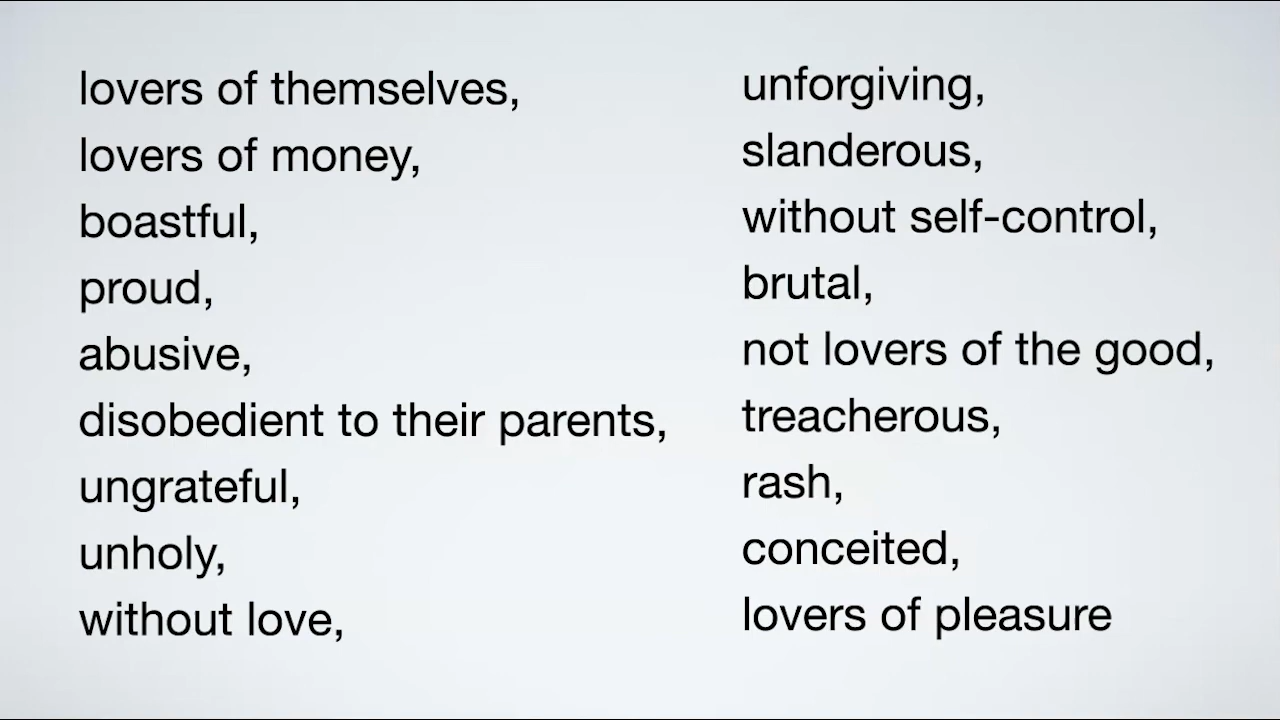 lovers of themselves,
lovers of money,
boastful,
proud,
abusive,
disobedient to their parents,
ungrateful,
unholy,
without love,
unforgiving,
slanderous,
without self-control,
brutal,
not lovers of the good,
treacherous,
rash,
conceited,
lovers of pleasure